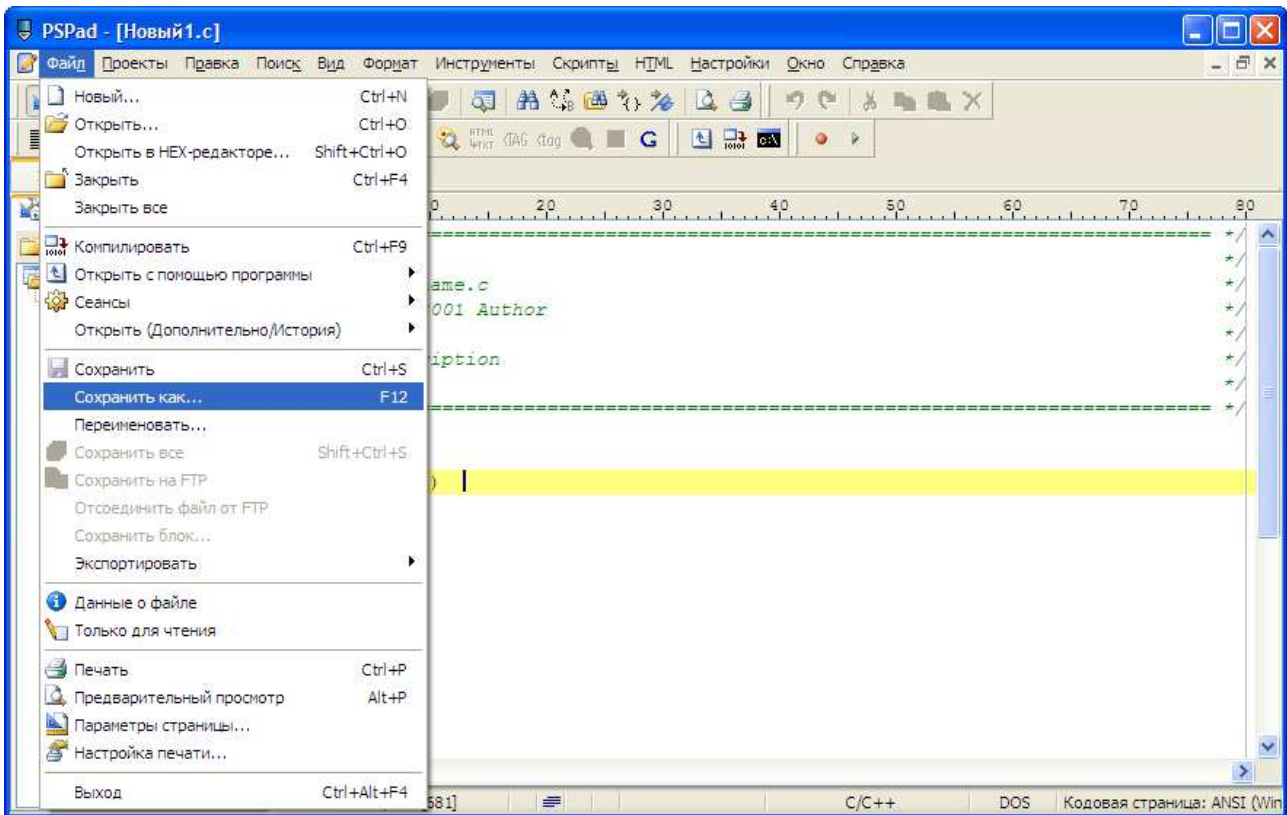 PSPad - [Новый1.c]
Файл Проекты Правка Поиск Вид Формат Инструменты Скрипты HTML Настройки Окно Справка
Новый... Ctrl+N
Открыть... Ctrl+O
Открыть в HEX-редакторе... Shift+Ctrl+O
Закрыть Ctrl+F4
Закрыть все
Компилировать Ctrl+F9
Открыть с помощью программы
Сеансы
Открыть (Дополнительно/История)
Сохранить Ctrl+S
Сохранить как... F12
Переименовать...
Сохранить все Shift+Ctrl+S
Сохранить на FTP
Отсоединить файл от FTP
Сохранить блок...
Экспортировать
Данные о файле
Только для чтения
Печать Ctrl+P
Предварительный просмотр Alt+P
Параметры страницы...
Настройка печати...
Выход Ctrl+Alt+F4
TAG tag G C:\
0 20 30 40 50 60 70 80
================================================================== */
*/
ame.c */
001 Author */
*/
iption */
*/
================================================================== */
)
681] C/C++ DOS Кодовая страница: ANSI (Win